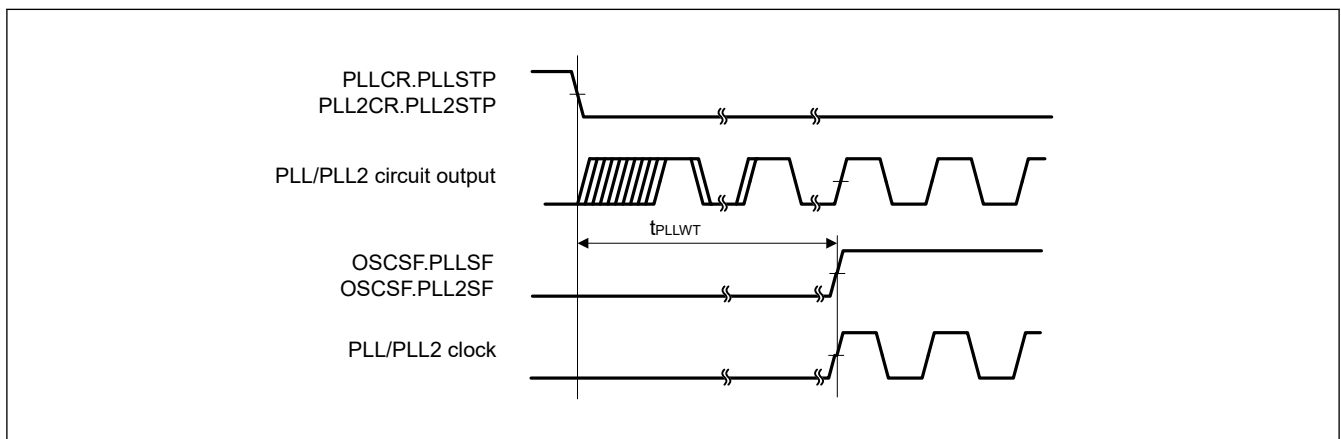 PLLCR.PLLSTP
PLL2CR.PLL2STP
PLL/PLL2 circuit output
tPLLWT
OSCSF.PLLSF
OSCSF.PLL2SF
PLL/PLL2 clock